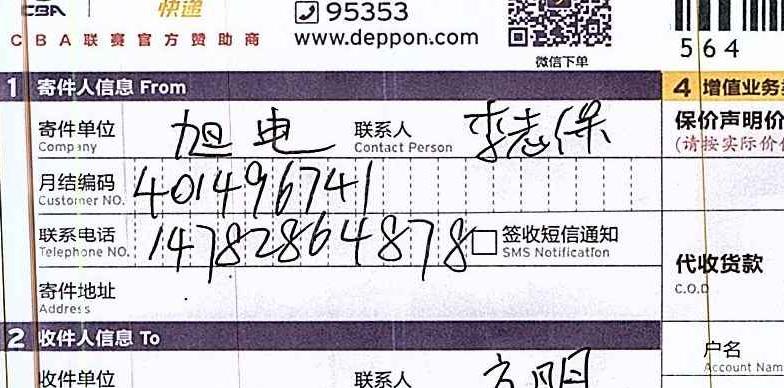 CBA 快递 95353
CBA联赛官方赞助商 www.deppon.com
微信下单
564
1 寄件人信息 From
4 增值业务
寄件单位 旭电 联系人 李志保
Company Contact Person
保价声明价
(请按实际价
月结编码 401496741
Customer NO.
联系电话 14782864878 签收短信通知
Telephone NO. SMS Notification
代收货款
C.O.D
寄件地址
Address
2 收件人信息 To
户名
Account Nam
收件单位 联系人 方明